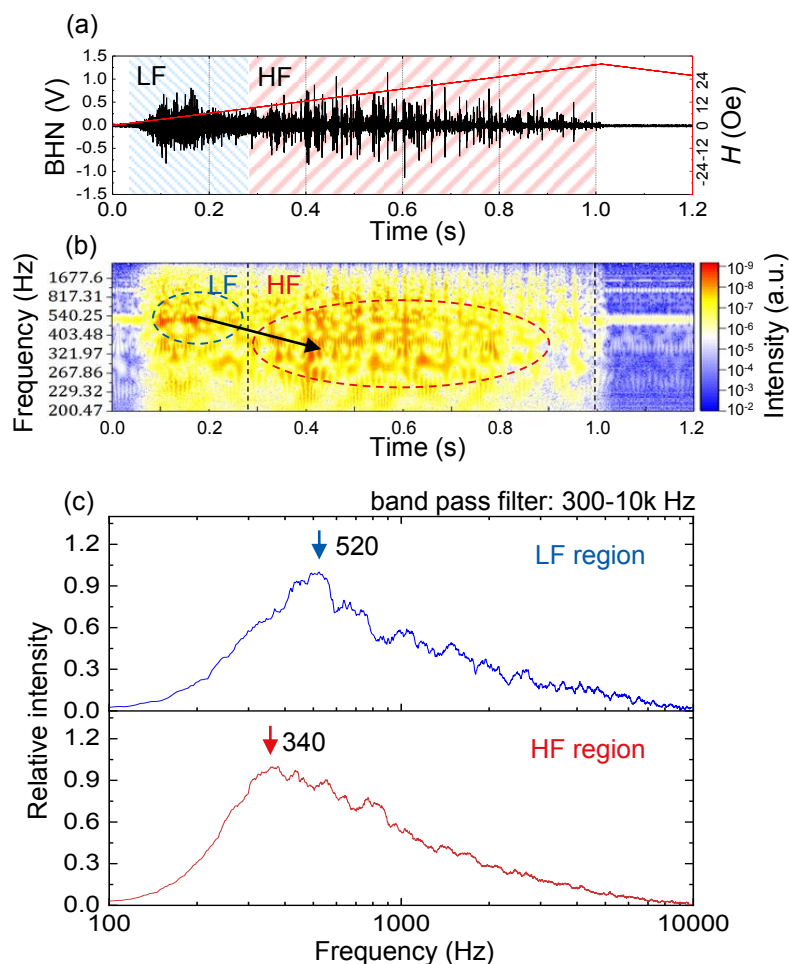 (a)
LF HF
BHN (V)
1.5
1.0
0.5
0.0
-0.5
-1.0
-1.5
24
12
0
-12
-24
H (Oe)
0.0 0.2 0.4 0.6 0.8 1.0 1.2
Time (s)
(b)
LF HF
Frequency (Hz)
1677.6
817.31
540.25
403.48
321.97
267.86
229.32
200.47
10-9
10-8
10-7
10-6
10-5
10-4
10-3
10-2
Intensity (a.u.)
0.0 0.2 0.4 0.6 0.8 1.0 1.2
Time (s)
(c)
band pass filter: 300-10k Hz
1.2
0.9
0.6
0.3
0.0
520
LF region
Relative intensity
1.2
0.9
0.6
0.3
0.0
340
HF region
100 1000 10000
Frequency (Hz)